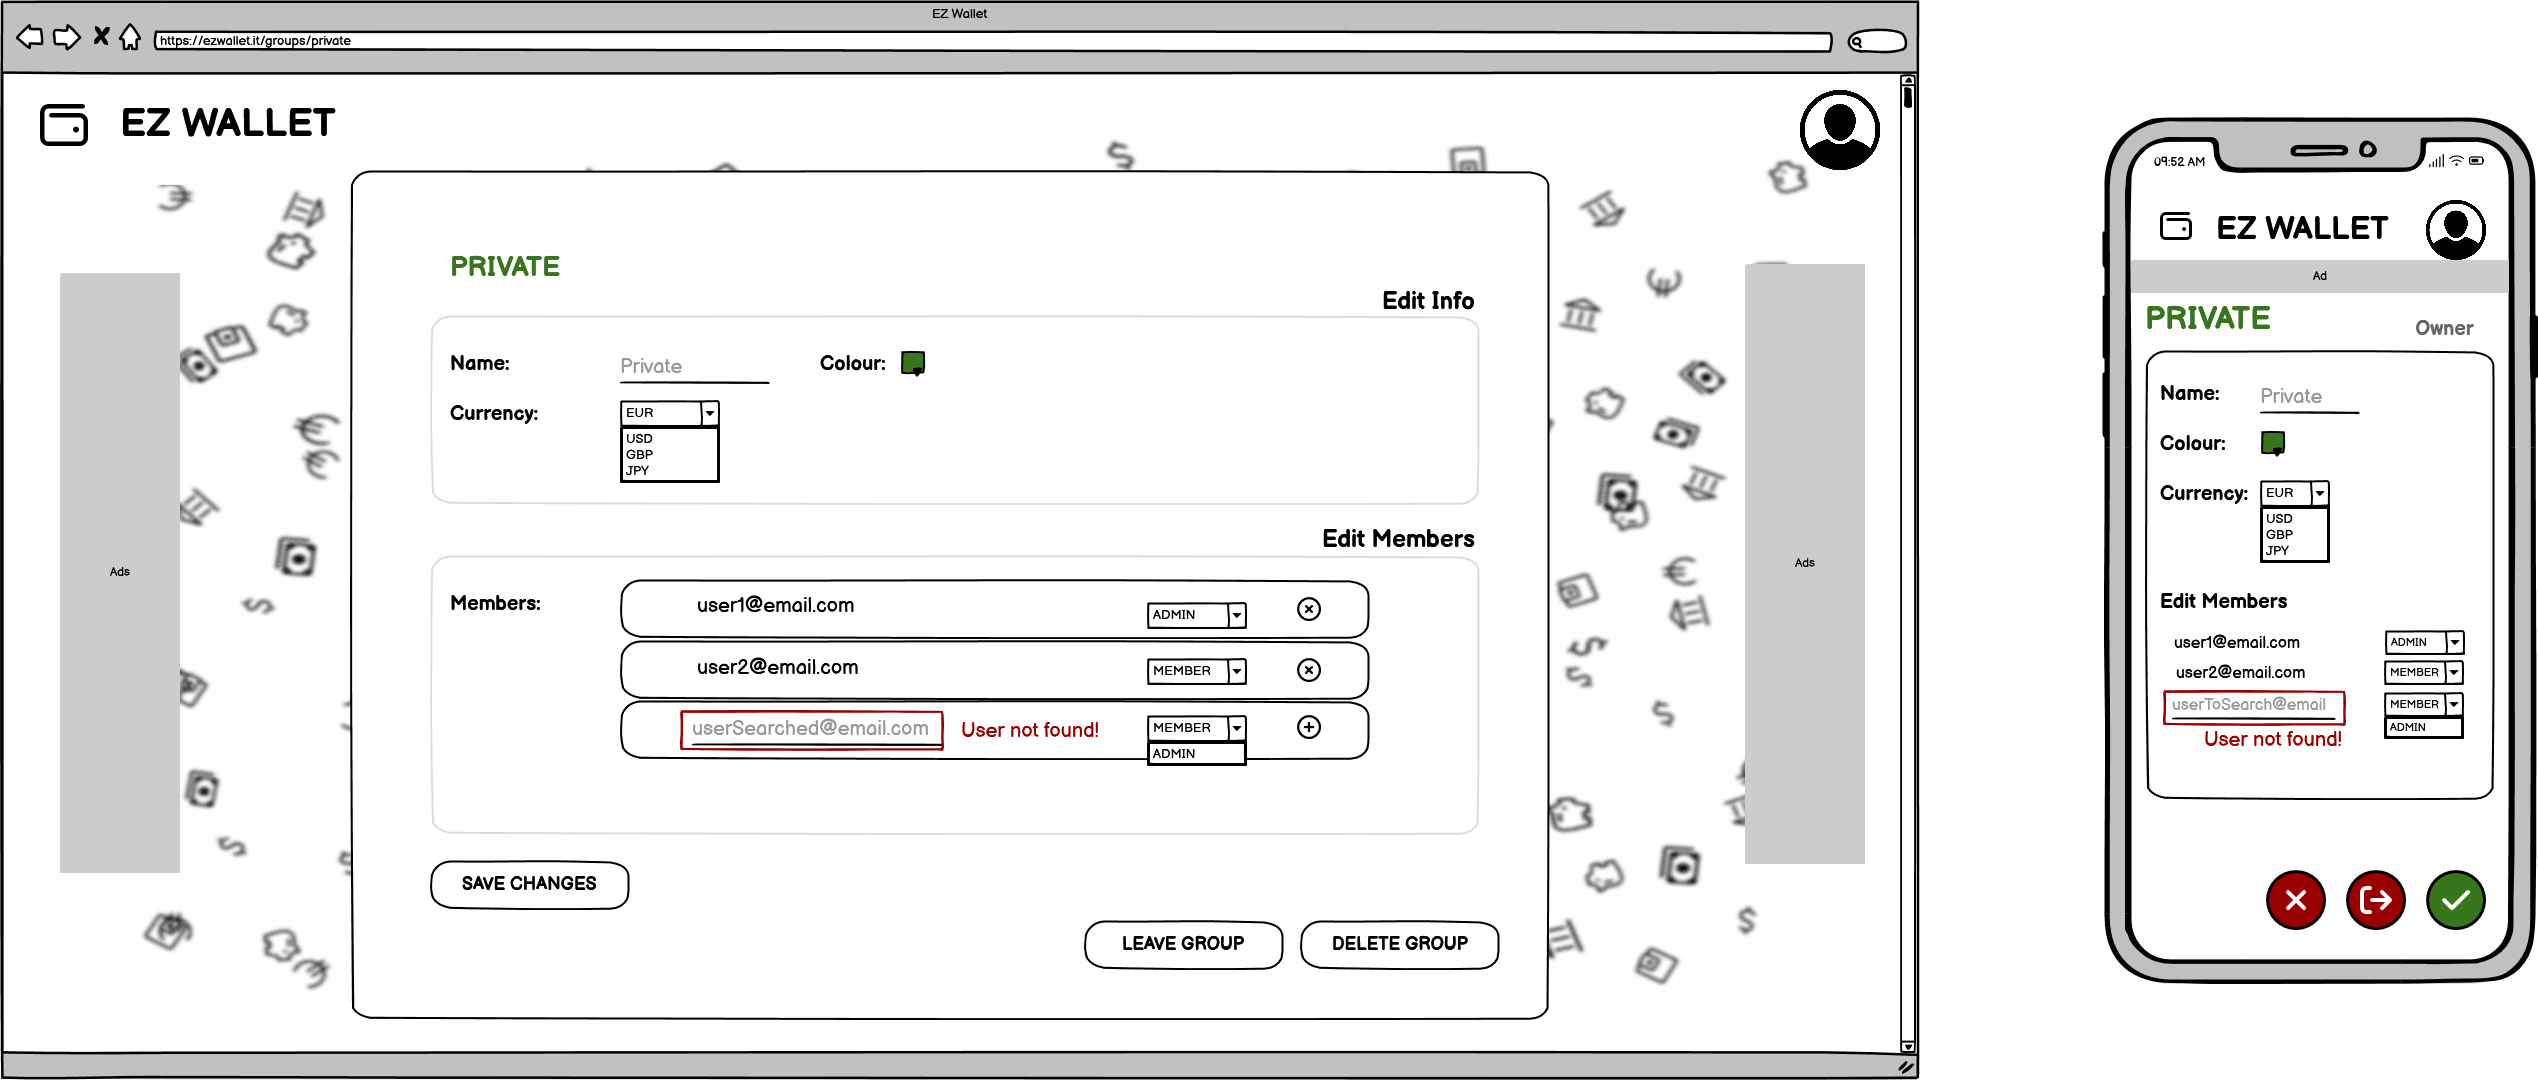 EZ Wallet
https://ezwallet.it/groups/private
EZ WALLET
PRIVATE
Edit Info
Name:
Private
Colour:
Currency:
EUR
USD
GBP
JPY
Edit Members
Members:
user1@email.com
ADMIN
user2@email.com
MEMBER
userSearched@email.com
User not found!
MEMBER
ADMIN
SAVE CHANGES
LEAVE GROUP
DELETE GROUP
Ads
Ads
09:52 AM
EZ WALLET
Ad
PRIVATE
Owner
Name:
Private
Colour:
Currency:
EUR
USD
GBP
JPY
Edit Members
user1@email.com
ADMIN
user2@email.com
MEMBER
userToSearch@email
MEMBER
ADMIN
User not found!